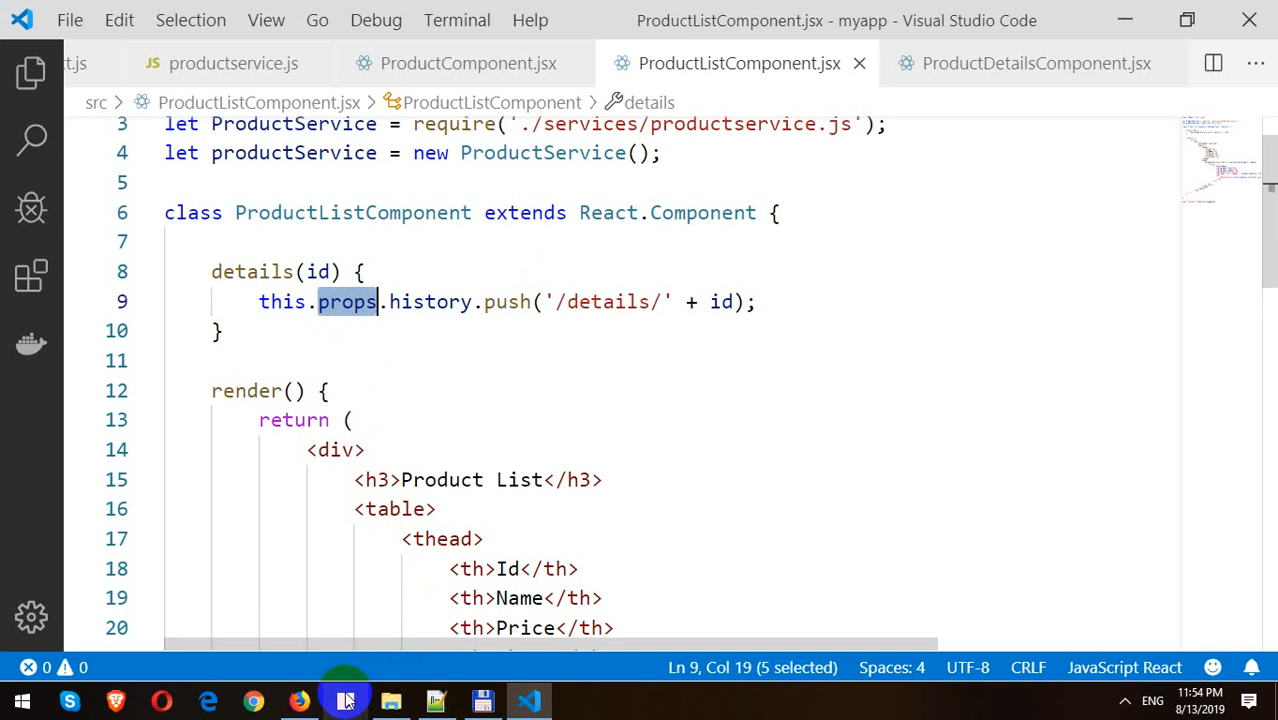 File Edit Selection View Go Debug Terminal Help ProductListComponent.jsx - myapp - Visual Studio Code
t.js JS productservice.js ProductComponent.jsx ProductListComponent.jsx ProductDetailsComponent.jsx
src > ProductListComponent.jsx > ProductListComponent > details
3 let ProductService = require('./services/productservice.js');
4 let productService = new ProductService();
5
6 class ProductListComponent extends React.Component {
7
8 details(id) {
9 this.props.history.push('/details/' + id);
10 }
11
12 render() {
13 return (
14 <div>
15 <h3>Product List</h3>
16 <table>
17 <thead>
18 <th>Id</th>
19 <th>Name</th>
20 <th>Price</th>
0 0 Ln 9, Col 19 (5 selected) Spaces: 4 UTF-8 CRLF JavaScript React
ENG 11:54 PM
8/13/2019